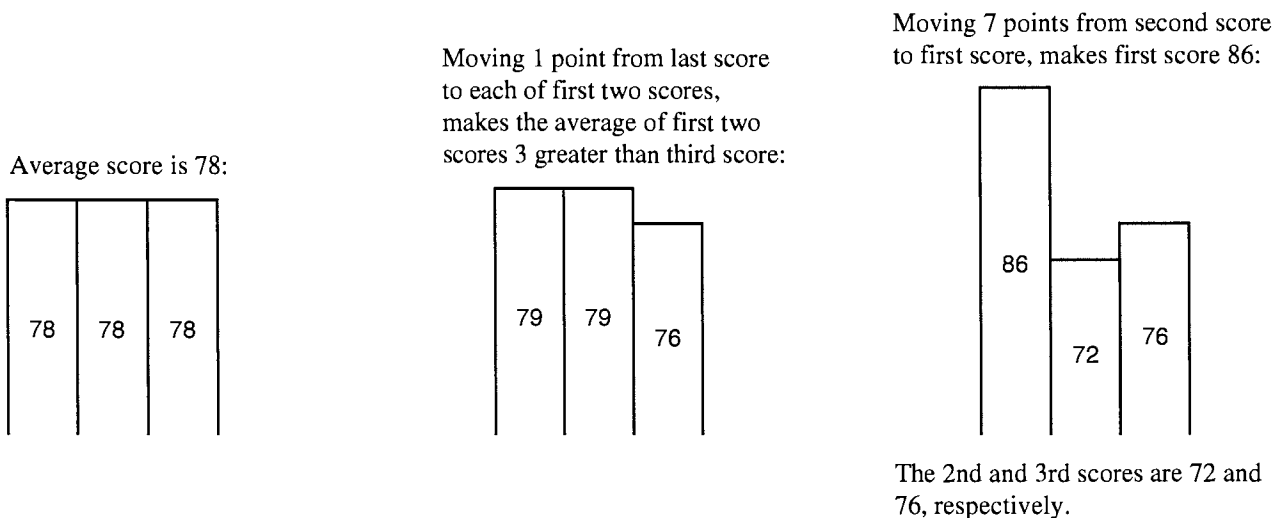 Average score is 78:
78 78 78
Moving 1 point from last score
to each of first two scores,
makes the average of first two
scores 3 greater than third score:
79 79 76
Moving 7 points from second score
to first score, makes first score 86:
86 72 76
The 2nd and 3rd scores are 72 and
76, respectively.